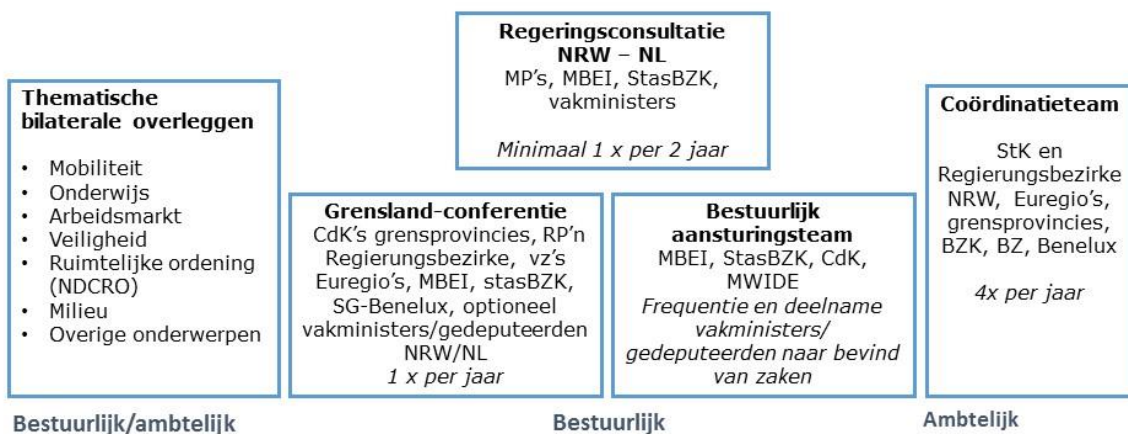 Regeringsconsultatie
NRW – NL
MP's, MBEI, StasBZK,
vakministers
Minimaal 1 x per 2 jaar
Thematische
bilaterale overleggen
• Mobiliteit
• Onderwijs
• Arbeidsmarkt
• Veiligheid
• Ruimtelijke ordening
(NDCRO)
• Milieu
• Overige onderwerpen
Grensland-conferentie
CdK's grensprovincies, RP'n
Regierungsbezirke, vz's
Euregio's, MBEI, stasBZK,
SG-Benelux, optioneel
vakministers/gedeputeerden
NRW/NL
1 x per jaar
Bestuurlijk
aansturingsteam
MBEI, StasBZK, CdK,
MWIDE
Frequentie en deelname
vakministers/
gedeputeerden naar bevind
van zaken
Coördinatieteam
StK en
Regierungsbezirke
NRW, Euregio's,
grensprovincies,
BZK, BZ, Benelux
4x per jaar
Bestuurlijk/ambtelijk
Bestuurlijk
Ambtelijk